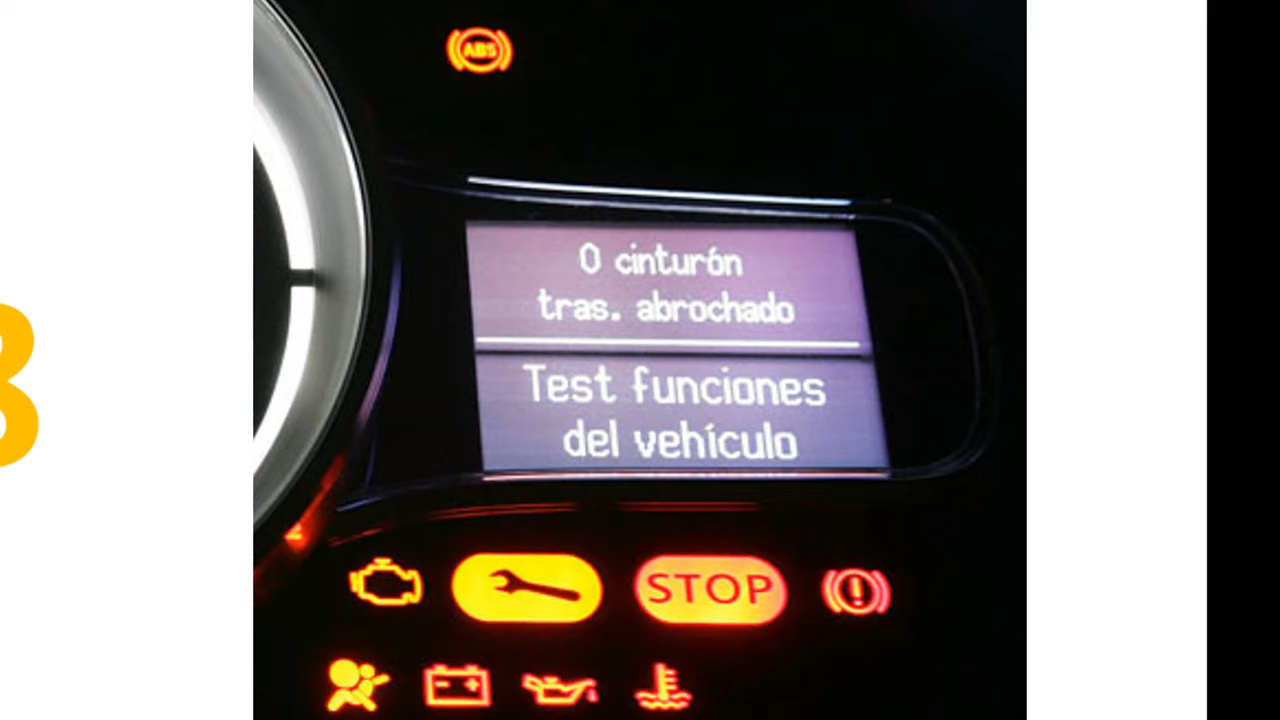 ABS
0 cinturón
tras. abrochado
Test funciones
del vehículo
STOP